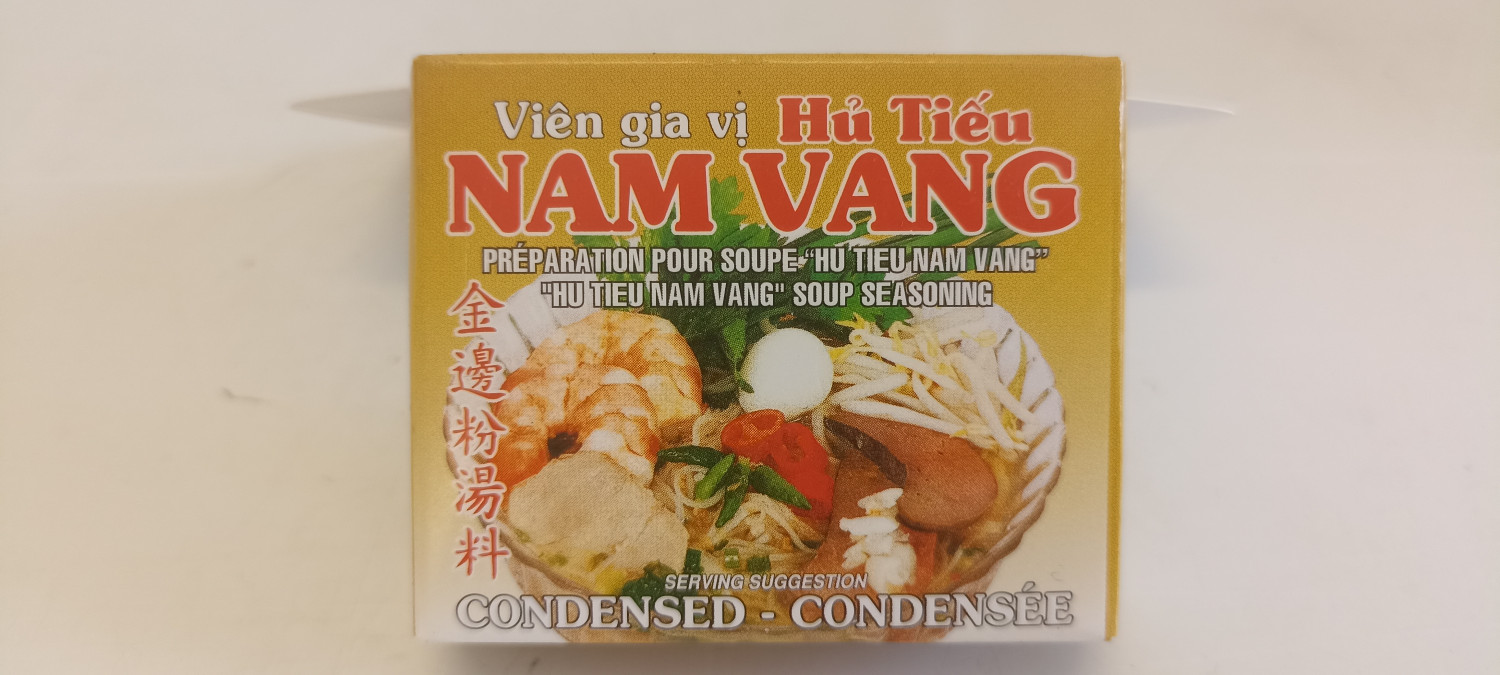 Viên gia vị Hủ Tiếu
NAM VANG
PRÉPARATION POUR SOUPE "HU TIEU NAM VANG”
"HU TIEU NAM VANG" SOUP SEASONING
金邊粉湯料
SERVING SUGGESTION
CONDENSED - CONDENSÉE